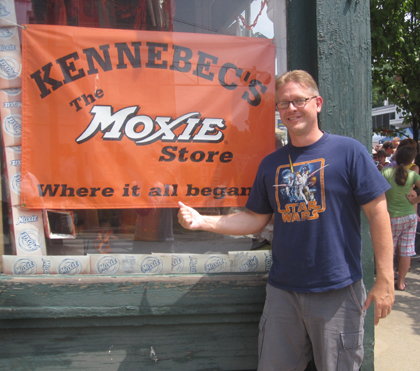 KENNEBEC'S
The
MOXIE
Store
Where it all began
STAR
WARS